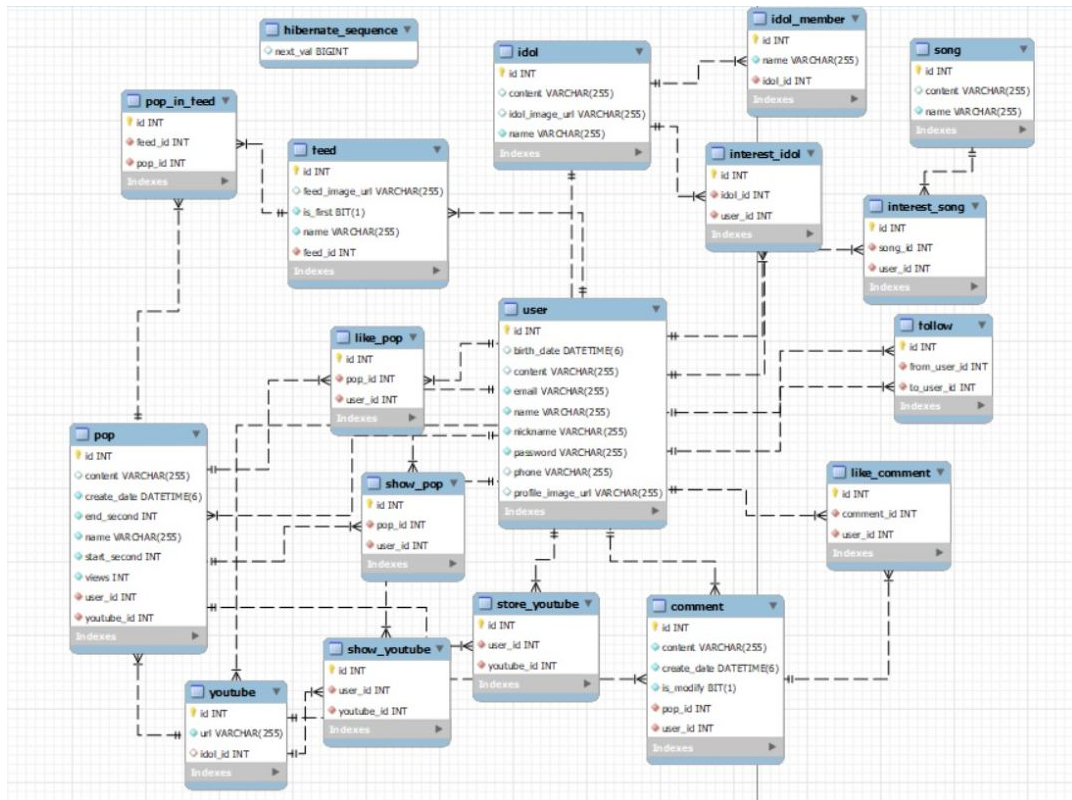 hibernate_sequence
next_val BIGINT
idol
id INT
content VARCHAR(255)
idol_image_url VARCHAR(255)
name VARCHAR(255)
Indexes
idol_member
id INT
name VARCHAR(255)
idol_id INT
Indexes
song
id INT
content VARCHAR(255)
name VARCHAR(255)
Indexes
pop_in_feed
id INT
feed_id INT
pop_id INT
Indexes
feed
id INT
feed_image_url VARCHAR(255)
is_first BIT(1)
name VARCHAR(255)
feed_id INT
Indexes
interest_idol
id INT
idol_id INT
user_id INT
Indexes
interest_song
id INT
song_id INT
user_id INT
Indexes
user
id INT
birth_date DATETIME(6)
content VARCHAR(255)
email VARCHAR(255)
name VARCHAR(255)
nickname VARCHAR(255)
password VARCHAR(255)
phone VARCHAR(255)
profile_image_url VARCHAR(255)
Indexes
like_pop
id INT
pop_id INT
user_id INT
Indexes
follow
id INT
from_user_id INT
to_user_id INT
Indexes
pop
id INT
content VARCHAR(255)
create_date DATETIME(6)
end_second INT
name VARCHAR(255)
start_second INT
views INT
user_id INT
youtube_id INT
Indexes
show_pop
id INT
pop_id INT
user_id INT
Indexes
like_comment
id INT
comment_id INT
user_id INT
Indexes
store_youtube
id INT
user_id INT
youtube_id INT
Indexes
comment
id INT
content VARCHAR(255)
create_date DATETIME(6)
is_modify BIT(1)
pop_id INT
user_id INT
Indexes
show_youtube
id INT
user_id INT
youtube_id INT
Indexes
youtube
id INT
url VARCHAR(255)
idol_id INT
Indexes